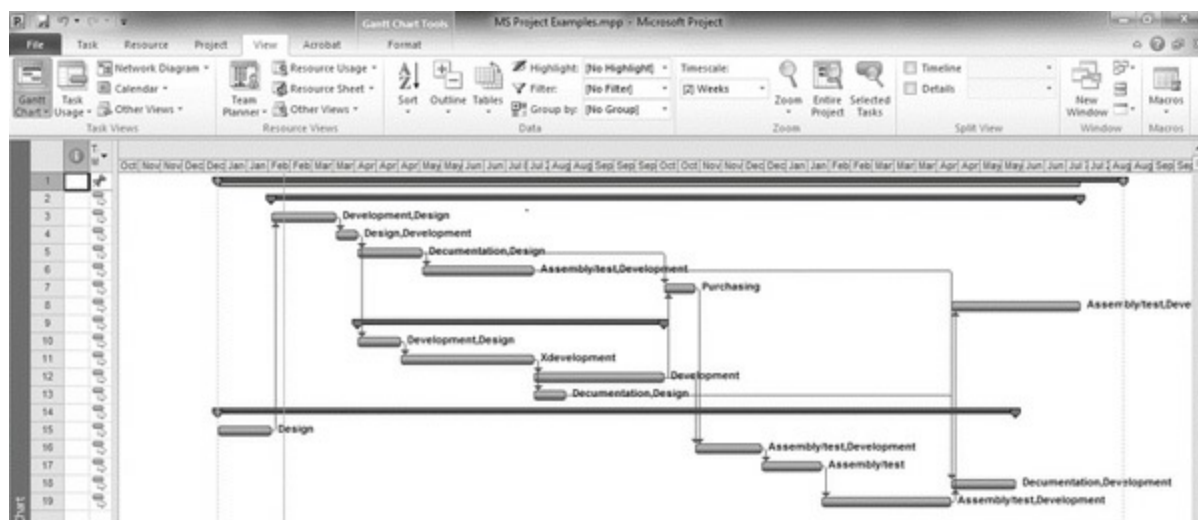 Gantt Chart Tools MS Project Examples.mpp - Microsoft Project
File Task Resource Project View Acrobat Format
Network Diagram Resource Usage Highlight: [No Highlight] Timescale: Timeline
Calendar Resource Sheet Filter: [No Filter] [2] Weeks Details
Gantt Chart Task Usage Other Views Team Planner Other Views Sort Outline Tables Group by: [No Group] Zoom Entire Project Selected Tasks New Window Macros
Task Views Resource Views Data Zoom Split View Window Macros
Oct Nov Nov Dec Dec Jan Jan Feb Feb Mar Mar Apr Apr Apr May May Jun Jun Jul Jul Aug Aug Sep Sep Sep Oct Oct Nov Nov Dec Dec Jan Jan Feb Feb Mar Mar Mar Apr Apr May May Jun Jun Jul Jul Aug Aug Sep
1
2
3 Development,Design
4 Design,Development
5 Decumentation,Design
6 Assembly/test,Development
7 Purchasing
8 Assembly/test,Deve
9
10 Development,Design
11 Xdevelopment
12 Development
13 Decumentation,Design
14
15 Design
16 Assembly/test,Development
17 Assembly/test
18 Decumentation,Development
19 Assembly/test,Development
Chart